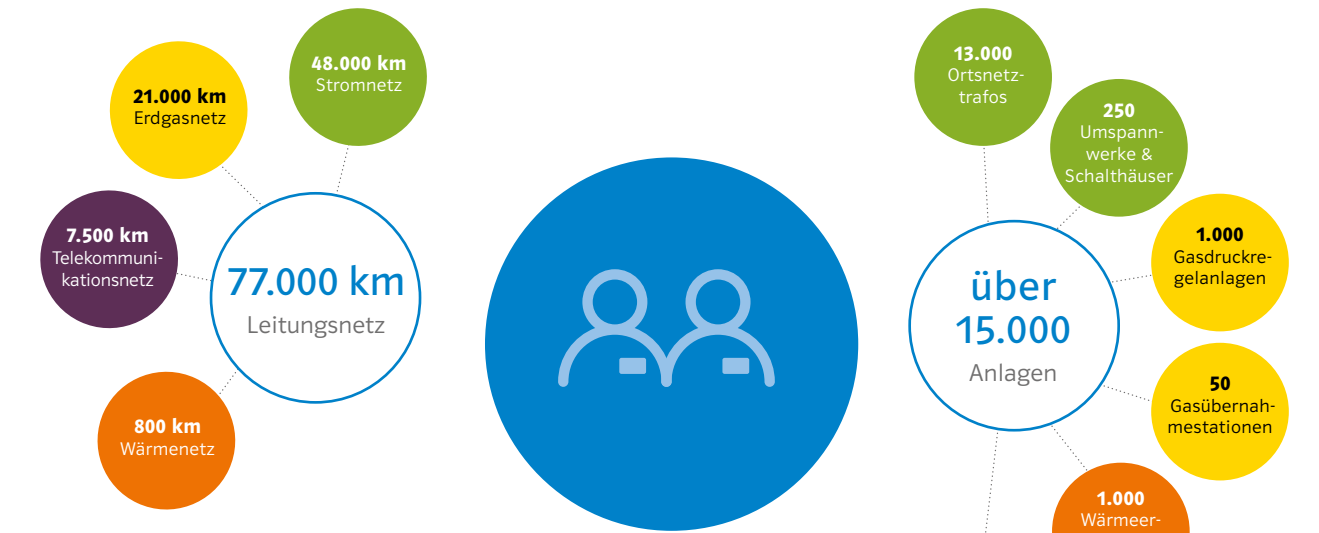 48.000 km
Stromnetz
21.000 km
Erdgasnetz
7.500 km
Telekommuni-
kationsnetz
77.000 km
Leitungsnetz
800 km
Wärmenetz
13.000
Ortsnetz-
trafos
250
Umspann-
werke &
Schalthäuser
1.000
Gasdruckre-
gelanlagen
über
15.000
Anlagen
50
Gasübernah-
mestationen
1.000
Wärmeer-